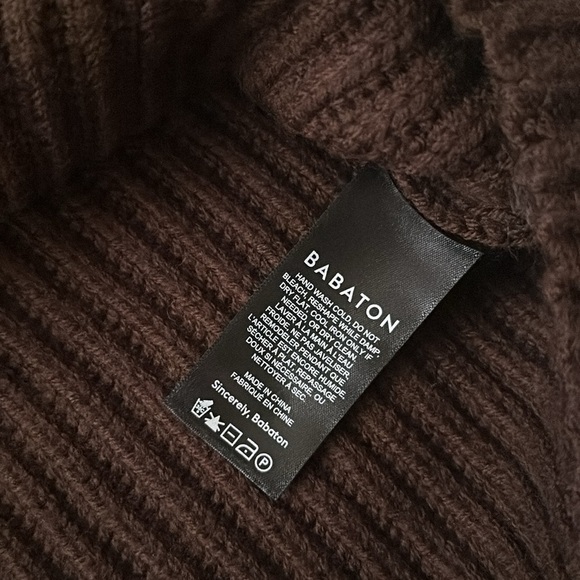 BABATON
HAND WASH COLD, DO NOT
BLEACH, RESHAPE WHILE DAMP,
DRY FLAT, COOL IRON ONLY IF
NEEDED, OR DRY CLEAN.
LAVER À LA MAIN À L'EAU
FROIDE. NE PAS JAVELISER.
REMODELER PENDANT QUE
L'ARTICLE EST ENCORE HUMIDE.
SÉCHER À PLAT, REPASSAGE
DOUX SI NÉCESSAIRE, OU
NETTOYER À SEC.
MADE IN CHINA
FABRIQUÉ EN CHINE
Sincerely, Babaton
P